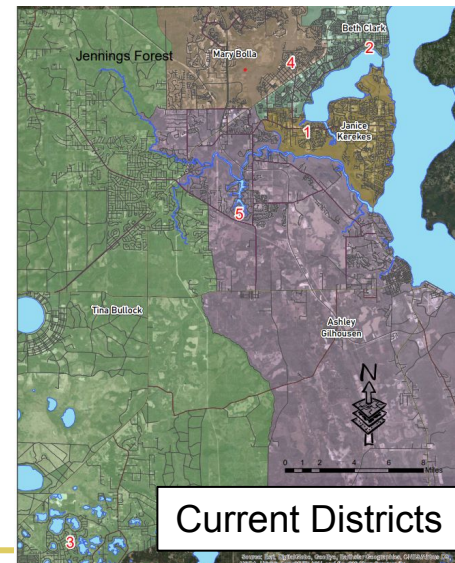 Beth Clark
2
Jennings Forest
Mary Bolla
4
1
Janice
Kerekes
5
Tina Bullock
Ashley
Gilhousen
N
0 1 2 4 6 8
Miles
3
Current Districts